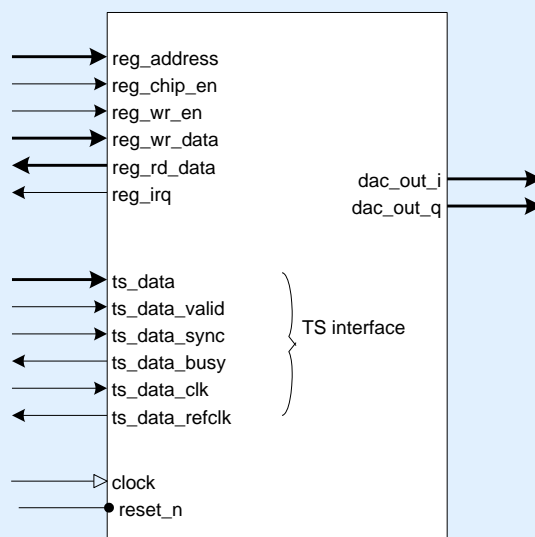 reg_address
reg_chip_en
reg_wr_en
reg_wr_data
reg_rd_data
reg_irq
dac_out_i
dac_out_q
ts_data
ts_data_valid
ts_data_sync
ts_data_busy
ts_data_clk
ts_data_refclk
TS interface
clock
reset_n